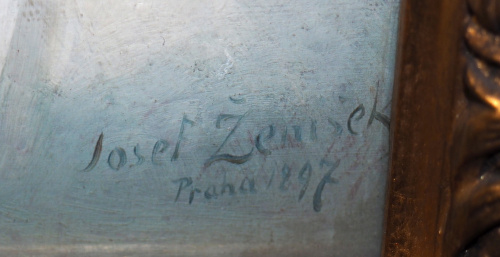 Josef Ženíšek
Praha 1897